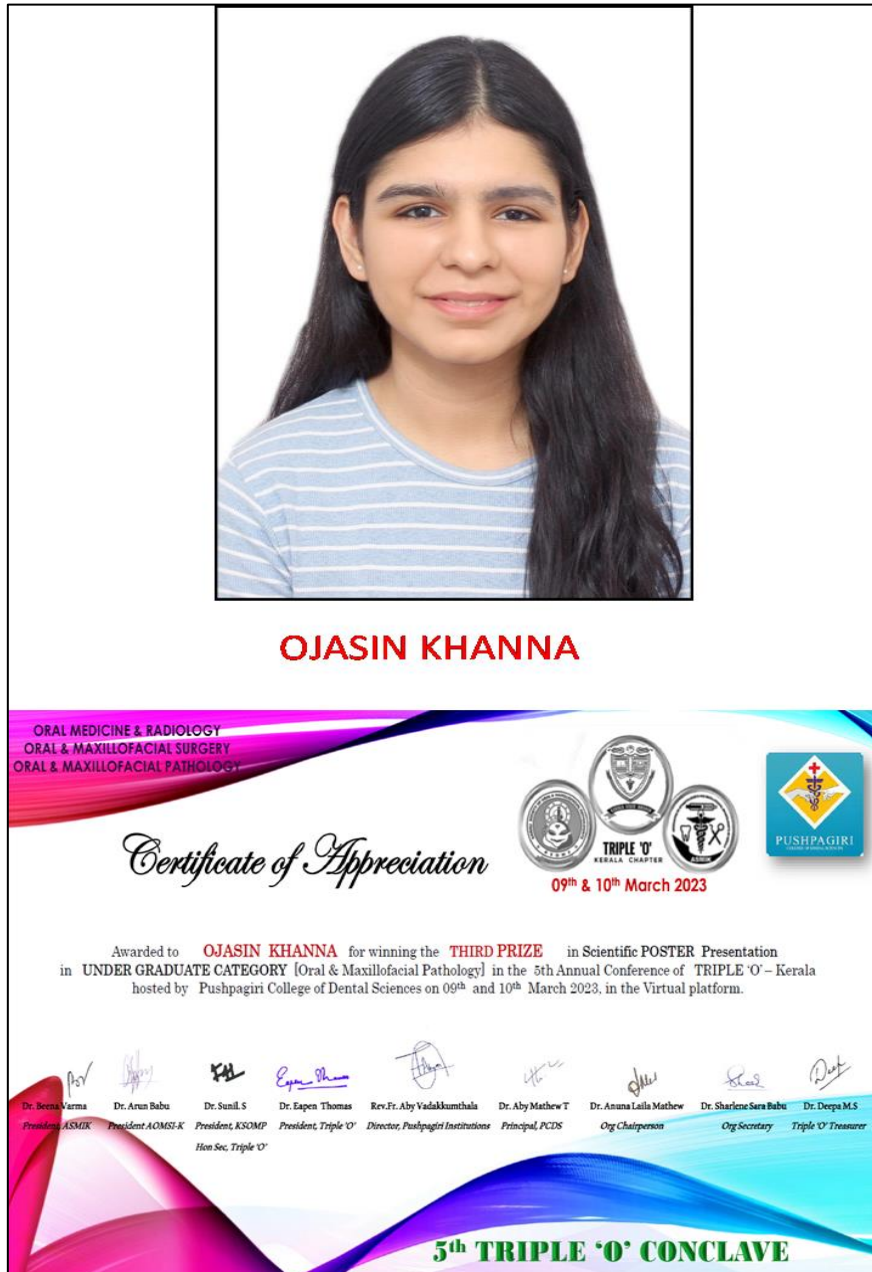 OJASIN KHANNA
ORAL MEDICINE & RADIOLOGY
ORAL & MAXILLOFACIAL SURGERY
ORAL & MAXILLOFACIAL PATHOLOGY
TRIPLE 'O'
KERALA CHAPTER
ASMIK
PUSHPAGIRI
COLLEGE OF DENTAL SCIENCES
Certificate of Appreciation
09th & 10th March 2023
Awarded to OJASIN KHANNA for winning the THIRD PRIZE in Scientific POSTER Presentation
in UNDER GRADUATE CATEGORY [Oral & Maxillofacial Pathology] in the 5th Annual Conference of TRIPLE 'O' – Kerala
hosted by Pushpagiri College of Dental Sciences on 09th and 10th March 2023, in the Virtual platform.
Dr. Beena Varma Dr. Arun Babu Dr. Sunil. S Dr. Eapen Thomas Rev.Fr. Aby Vadakkumthala Dr. Aby Mathew T Dr. Anuna Laila Mathew Dr. Sharlene Sara Babu Dr. Deepa M.S
President, ASMIK President AOMSI-K President, KSOMP President, Triple 'O' Director, Pushpagiri Institutions Principal, PCDS Org Chairperson Org Secretary Triple 'O' Treasurer
Hon Sec, Triple 'O'
5th TRIPLE 'O' CONCLAVE